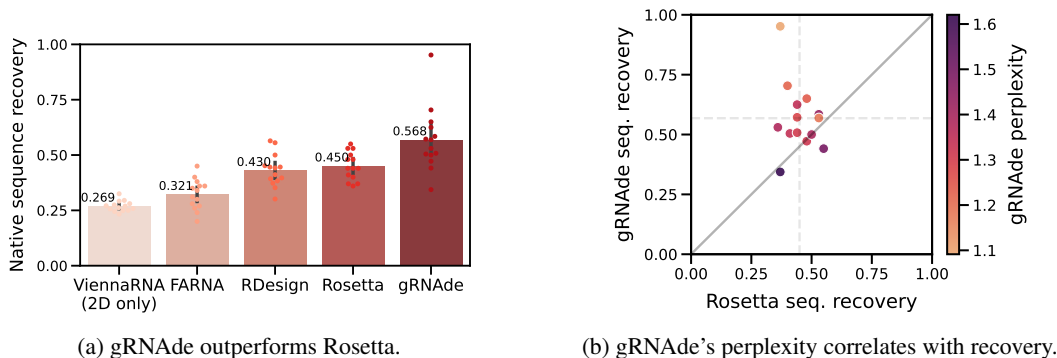 Native sequence recovery
1.00
0.75
0.50
0.25
0.00
0.269
0.321
0.430
0.450
0.568
ViennaRNA
(2D only)
FARNA
RDesign
Rosetta
gRNAde
(a) gRNAde outperforms Rosetta.
gRNAde seq. recovery
1.00
0.75
0.50
0.25
0.00
0.00
0.25
0.50
0.75
1.00
Rosetta seq. recovery
1.6
1.5
1.4
1.3
1.2
1.1
gRNAde perplexity
(b) gRNAde's perplexity correlates with recovery.